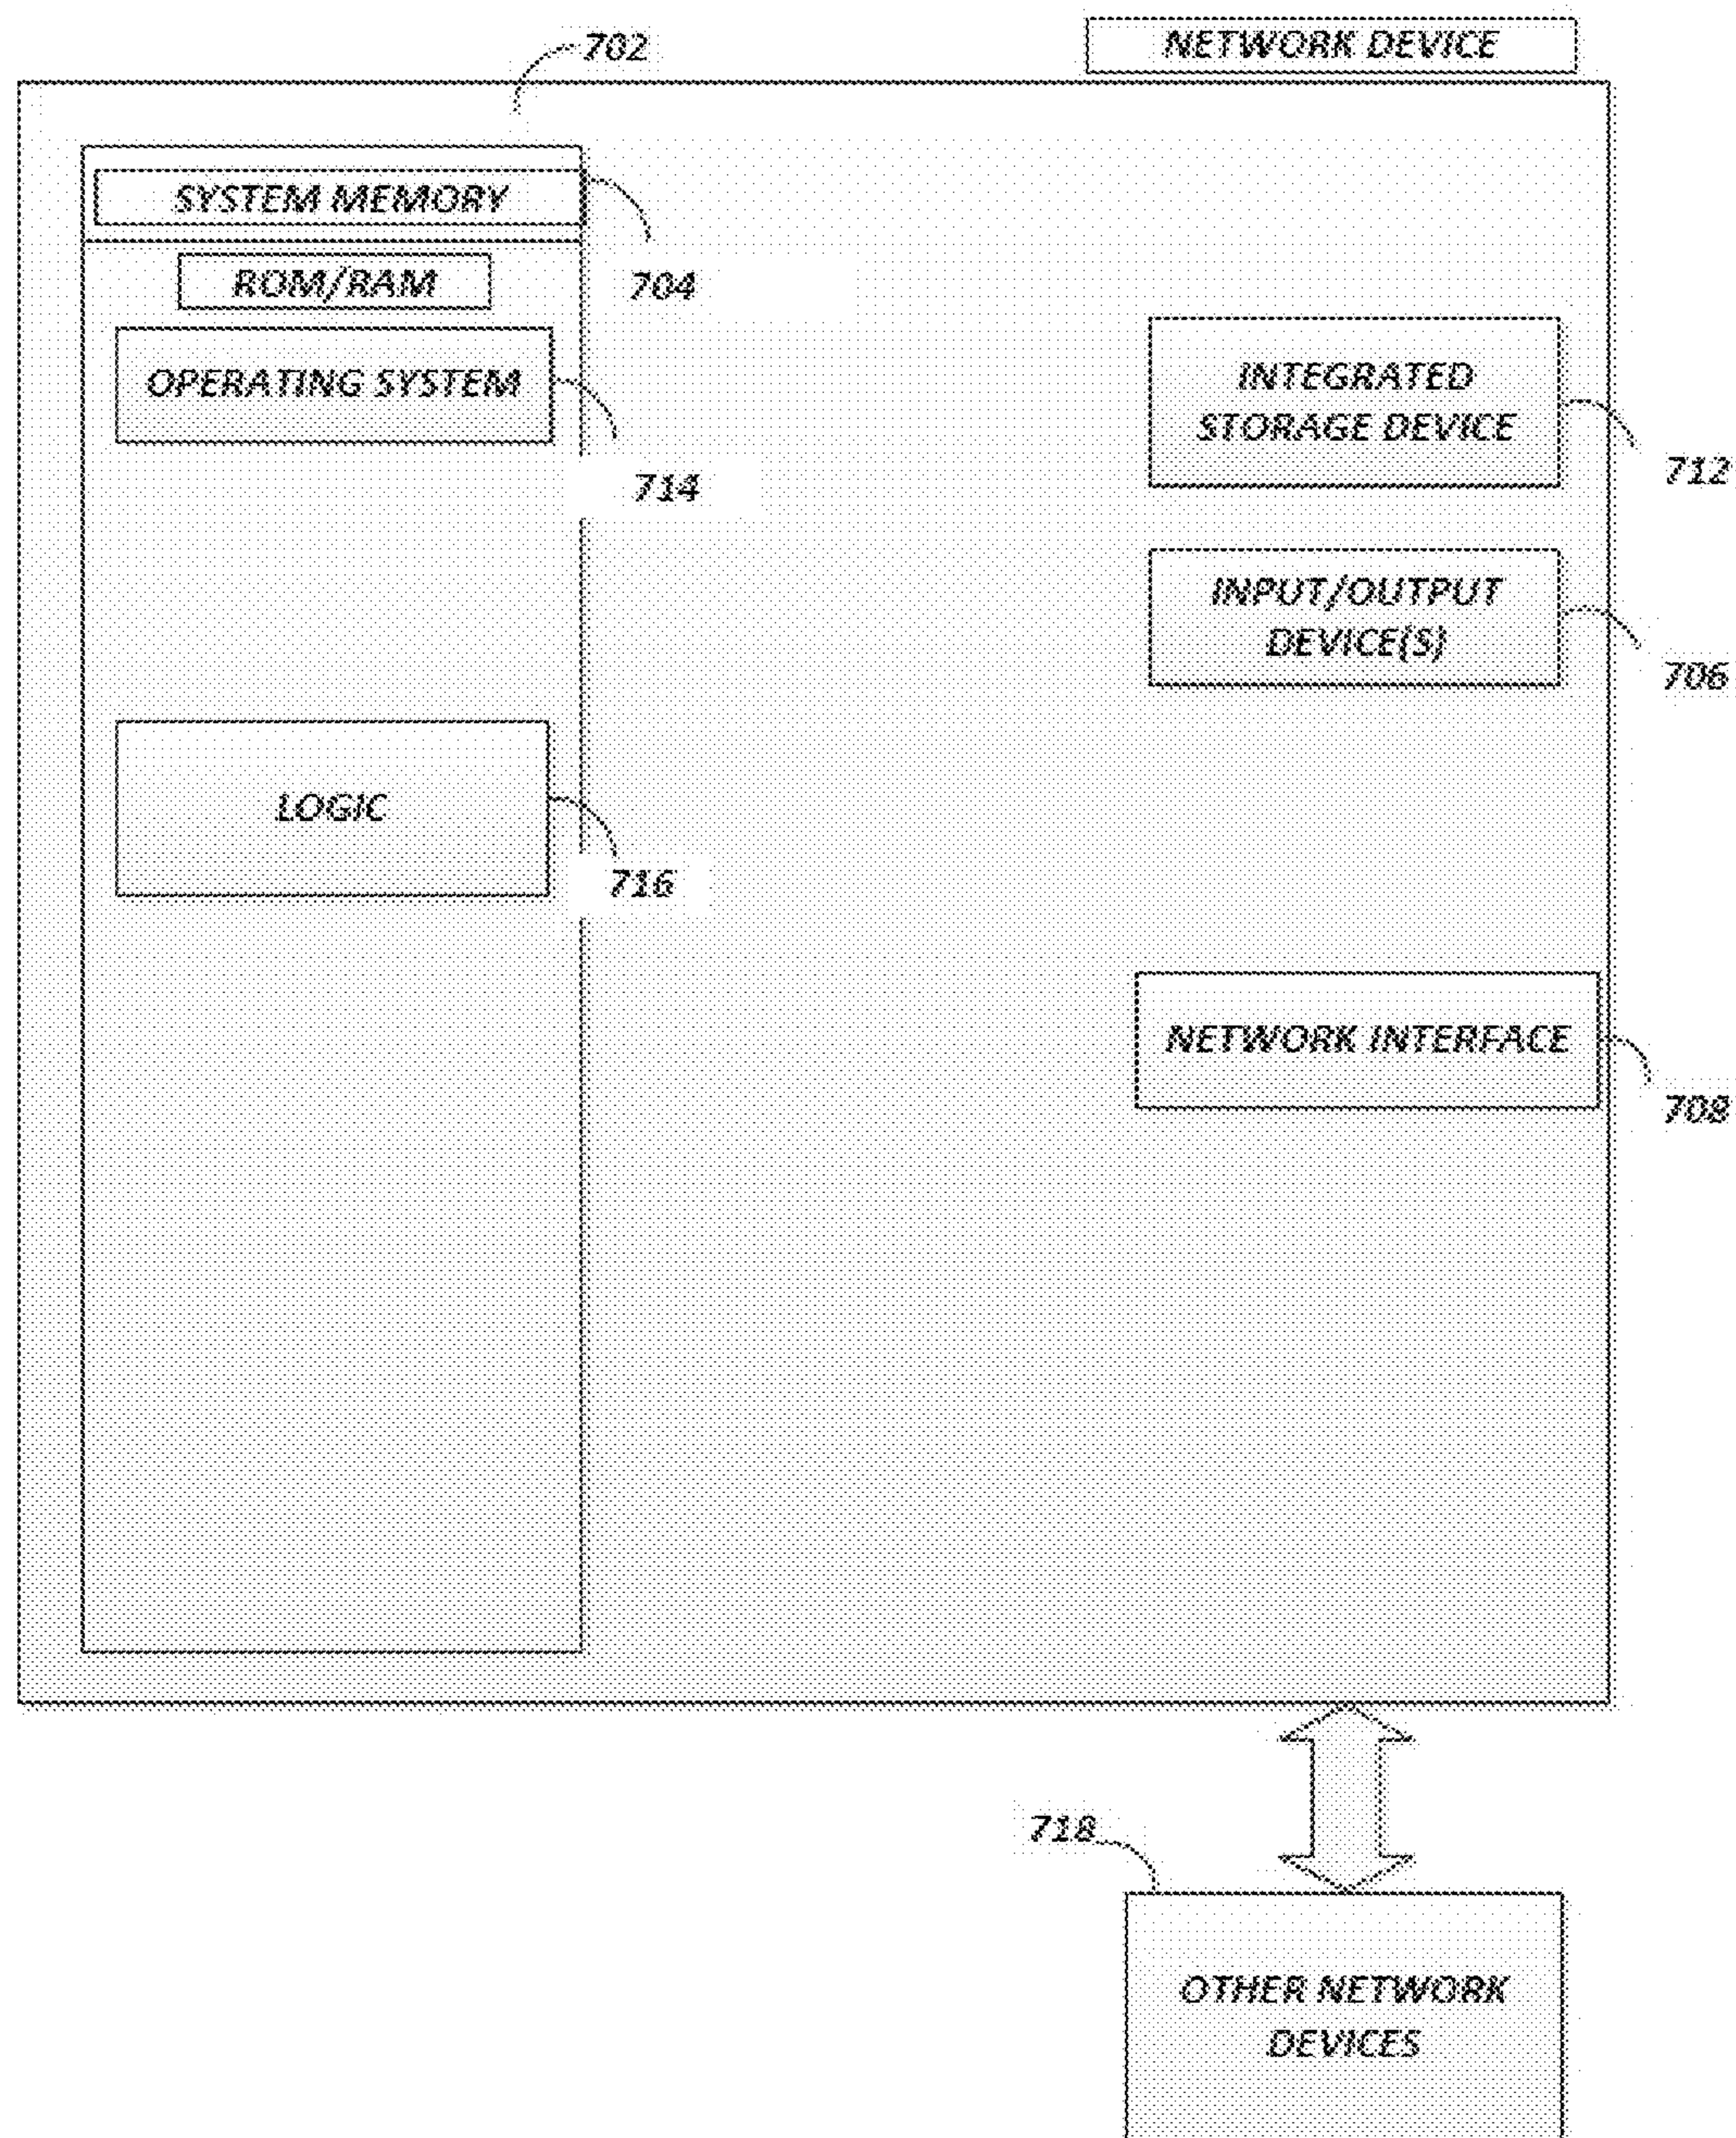 702
NETWORK DEVICE
SYSTEM MEMORY
704
ROM/RAM
OPERATING SYSTEM
714
INTEGRATED
STORAGE DEVICE
712
INPUT/OUTPUT
DEVICE(S)
706
LOGIC
716
NETWORK INTERFACE
708
718
OTHER NETWORK
DEVICES